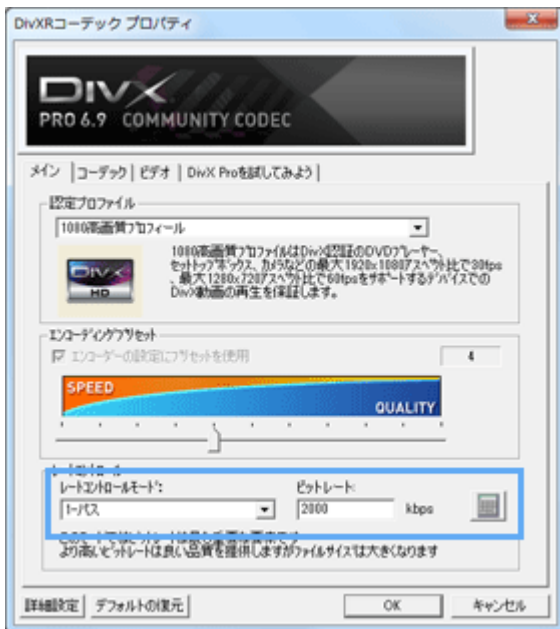 DivXRコーデック プロパティ
DIVX
PRO 6.9 COMMUNITY CODEC
メイン
コーデック
ビデオ
DivX Proを試してみよう
認定プロファイル
1080高画質プロフィール
1080高画質プロファイルはDivX認証のDVDプレーヤー、
セットトップボックス、カメラなどの最大1920x1080アスペクト比で30fps
、最大1280x720アスペクト比で60fpsをサポートするデバイスでの
DivX動画の再生を保証します。
DIVX
HD
エンコーディングプリセット
エンコーダーの設定にプリセットを使用
4
SPEED
QUALITY
レートコントロール
レートコントロールモード:
ビットレート:
1-パス
2000
kbps
より高いビットレートは良い品質を提供しますがファイルサイズは大きくなります
詳細設定
デフォルトの復元
OK
キャンセル